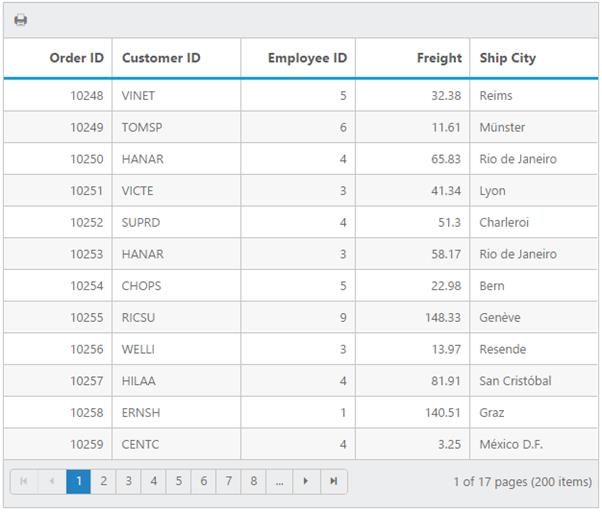 Order ID Customer ID Employee ID Freight Ship City
10248 VINET 5 32.38 Reims
10249 TOMSP 6 11.61 Münster
10250 HANAR 4 65.83 Rio de Janeiro
10251 VICTE 3 41.34 Lyon
10252 SUPRD 4 51.3 Charleroi
10253 HANAR 3 58.17 Rio de Janeiro
10254 CHOPS 5 22.98 Bern
10255 RICSU 9 148.33 Genève
10256 WELLI 3 13.97 Resende
10257 HILAA 4 81.91 San Cristóbal
10258 ERNSH 1 140.51 Graz
10259 CENTC 4 3.25 México D.F.
1 2 3 4 5 6 7 8 ... 1 of 17 pages (200 items)